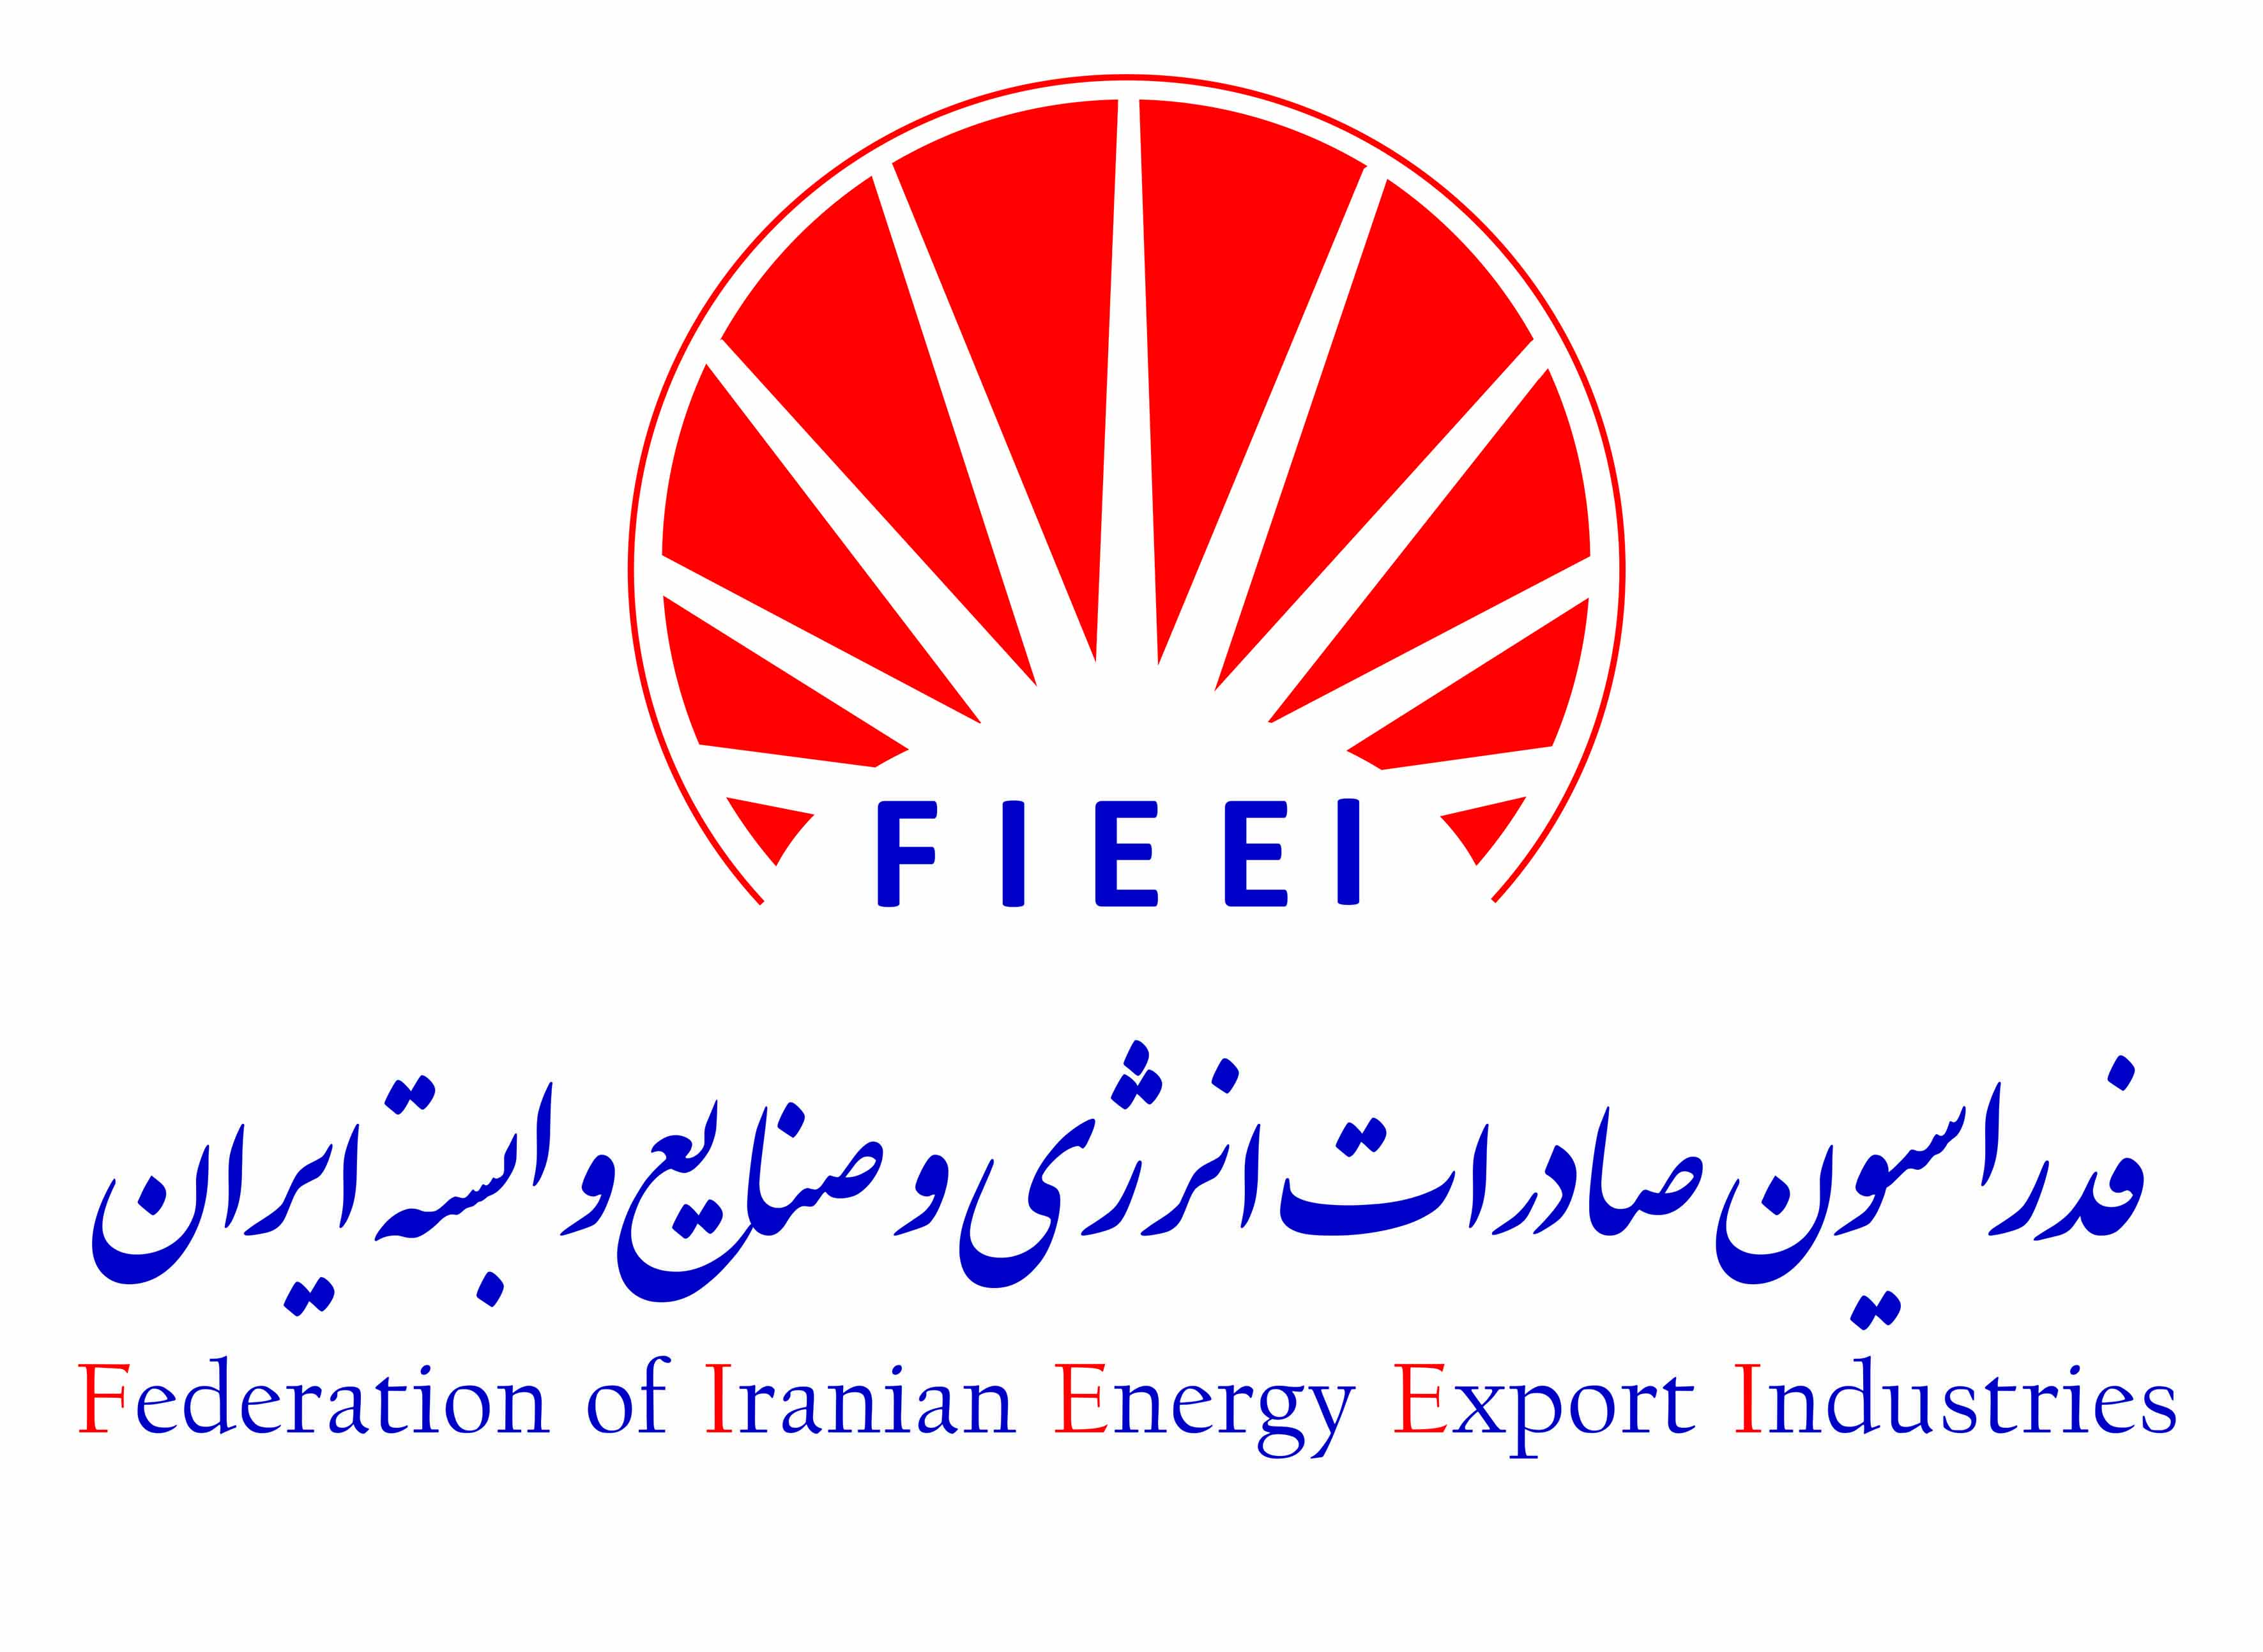 FIEEI
فدراسیون صادرات انرژی و صنایع وابسته ایران
Federation of Iranian Energy Export Industries